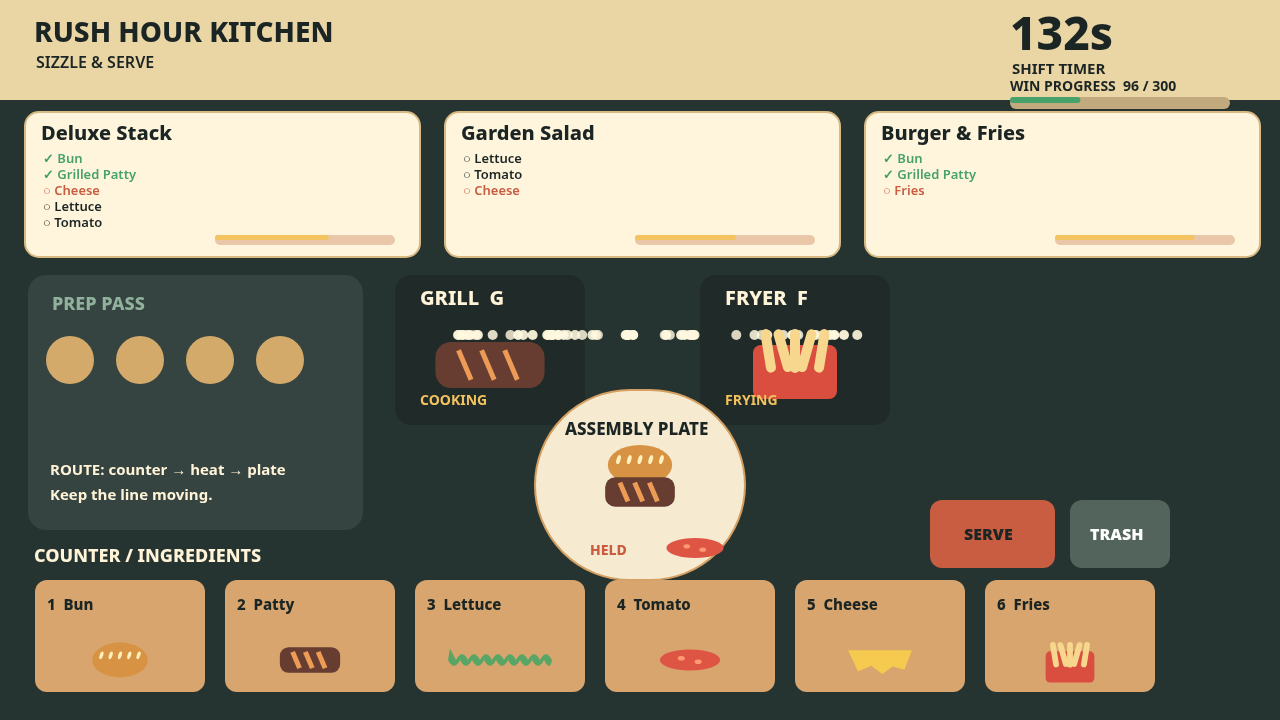 RUSH HOUR KITCHEN
SIZZLE & SERVE
132s
SHIFT TIMER
WIN PROGRESS 96 / 300
Deluxe Stack
✓ Bun
✓ Grilled Patty
○ Cheese
○ Lettuce
○ Tomato
Garden Salad
○ Lettuce
○ Tomato
○ Cheese
Burger & Fries
✓ Bun
✓ Grilled Patty
○ Fries
PREP PASS
ROUTE: counter → heat → plate
Keep the line moving.
GRILL G
COOKING
FRYER F
FRYING
ASSEMBLY PLATE
HELD
SERVE
TRASH
COUNTER / INGREDIENTS
1 Bun
2 Patty
3 Lettuce
4 Tomato
5 Cheese
6 Fries